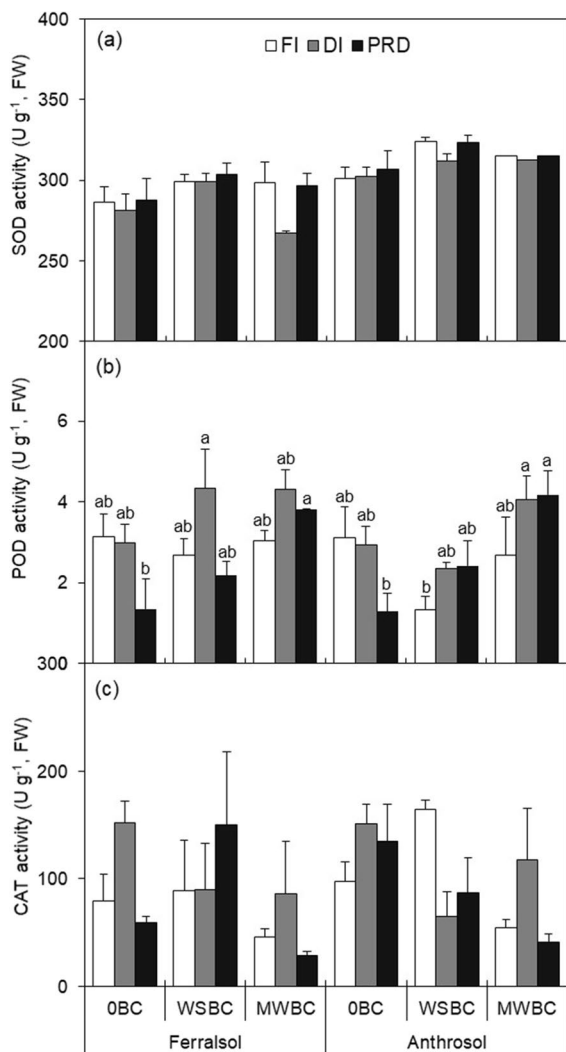 (a)
FI DI PRD
SOD activity (U g⁻¹, FW)
400
350
300
250
200
(b)
POD activity (U g⁻¹, FW)
6
4
2
300
ab ab b
a ab ab
ab ab a
ab ab b
b ab ab
ab a a
(c)
CAT activity (U g⁻¹, FW)
200
100
0
0BC WSBC MWBC 0BC WSBC MWBC
Ferralsol Anthrosol